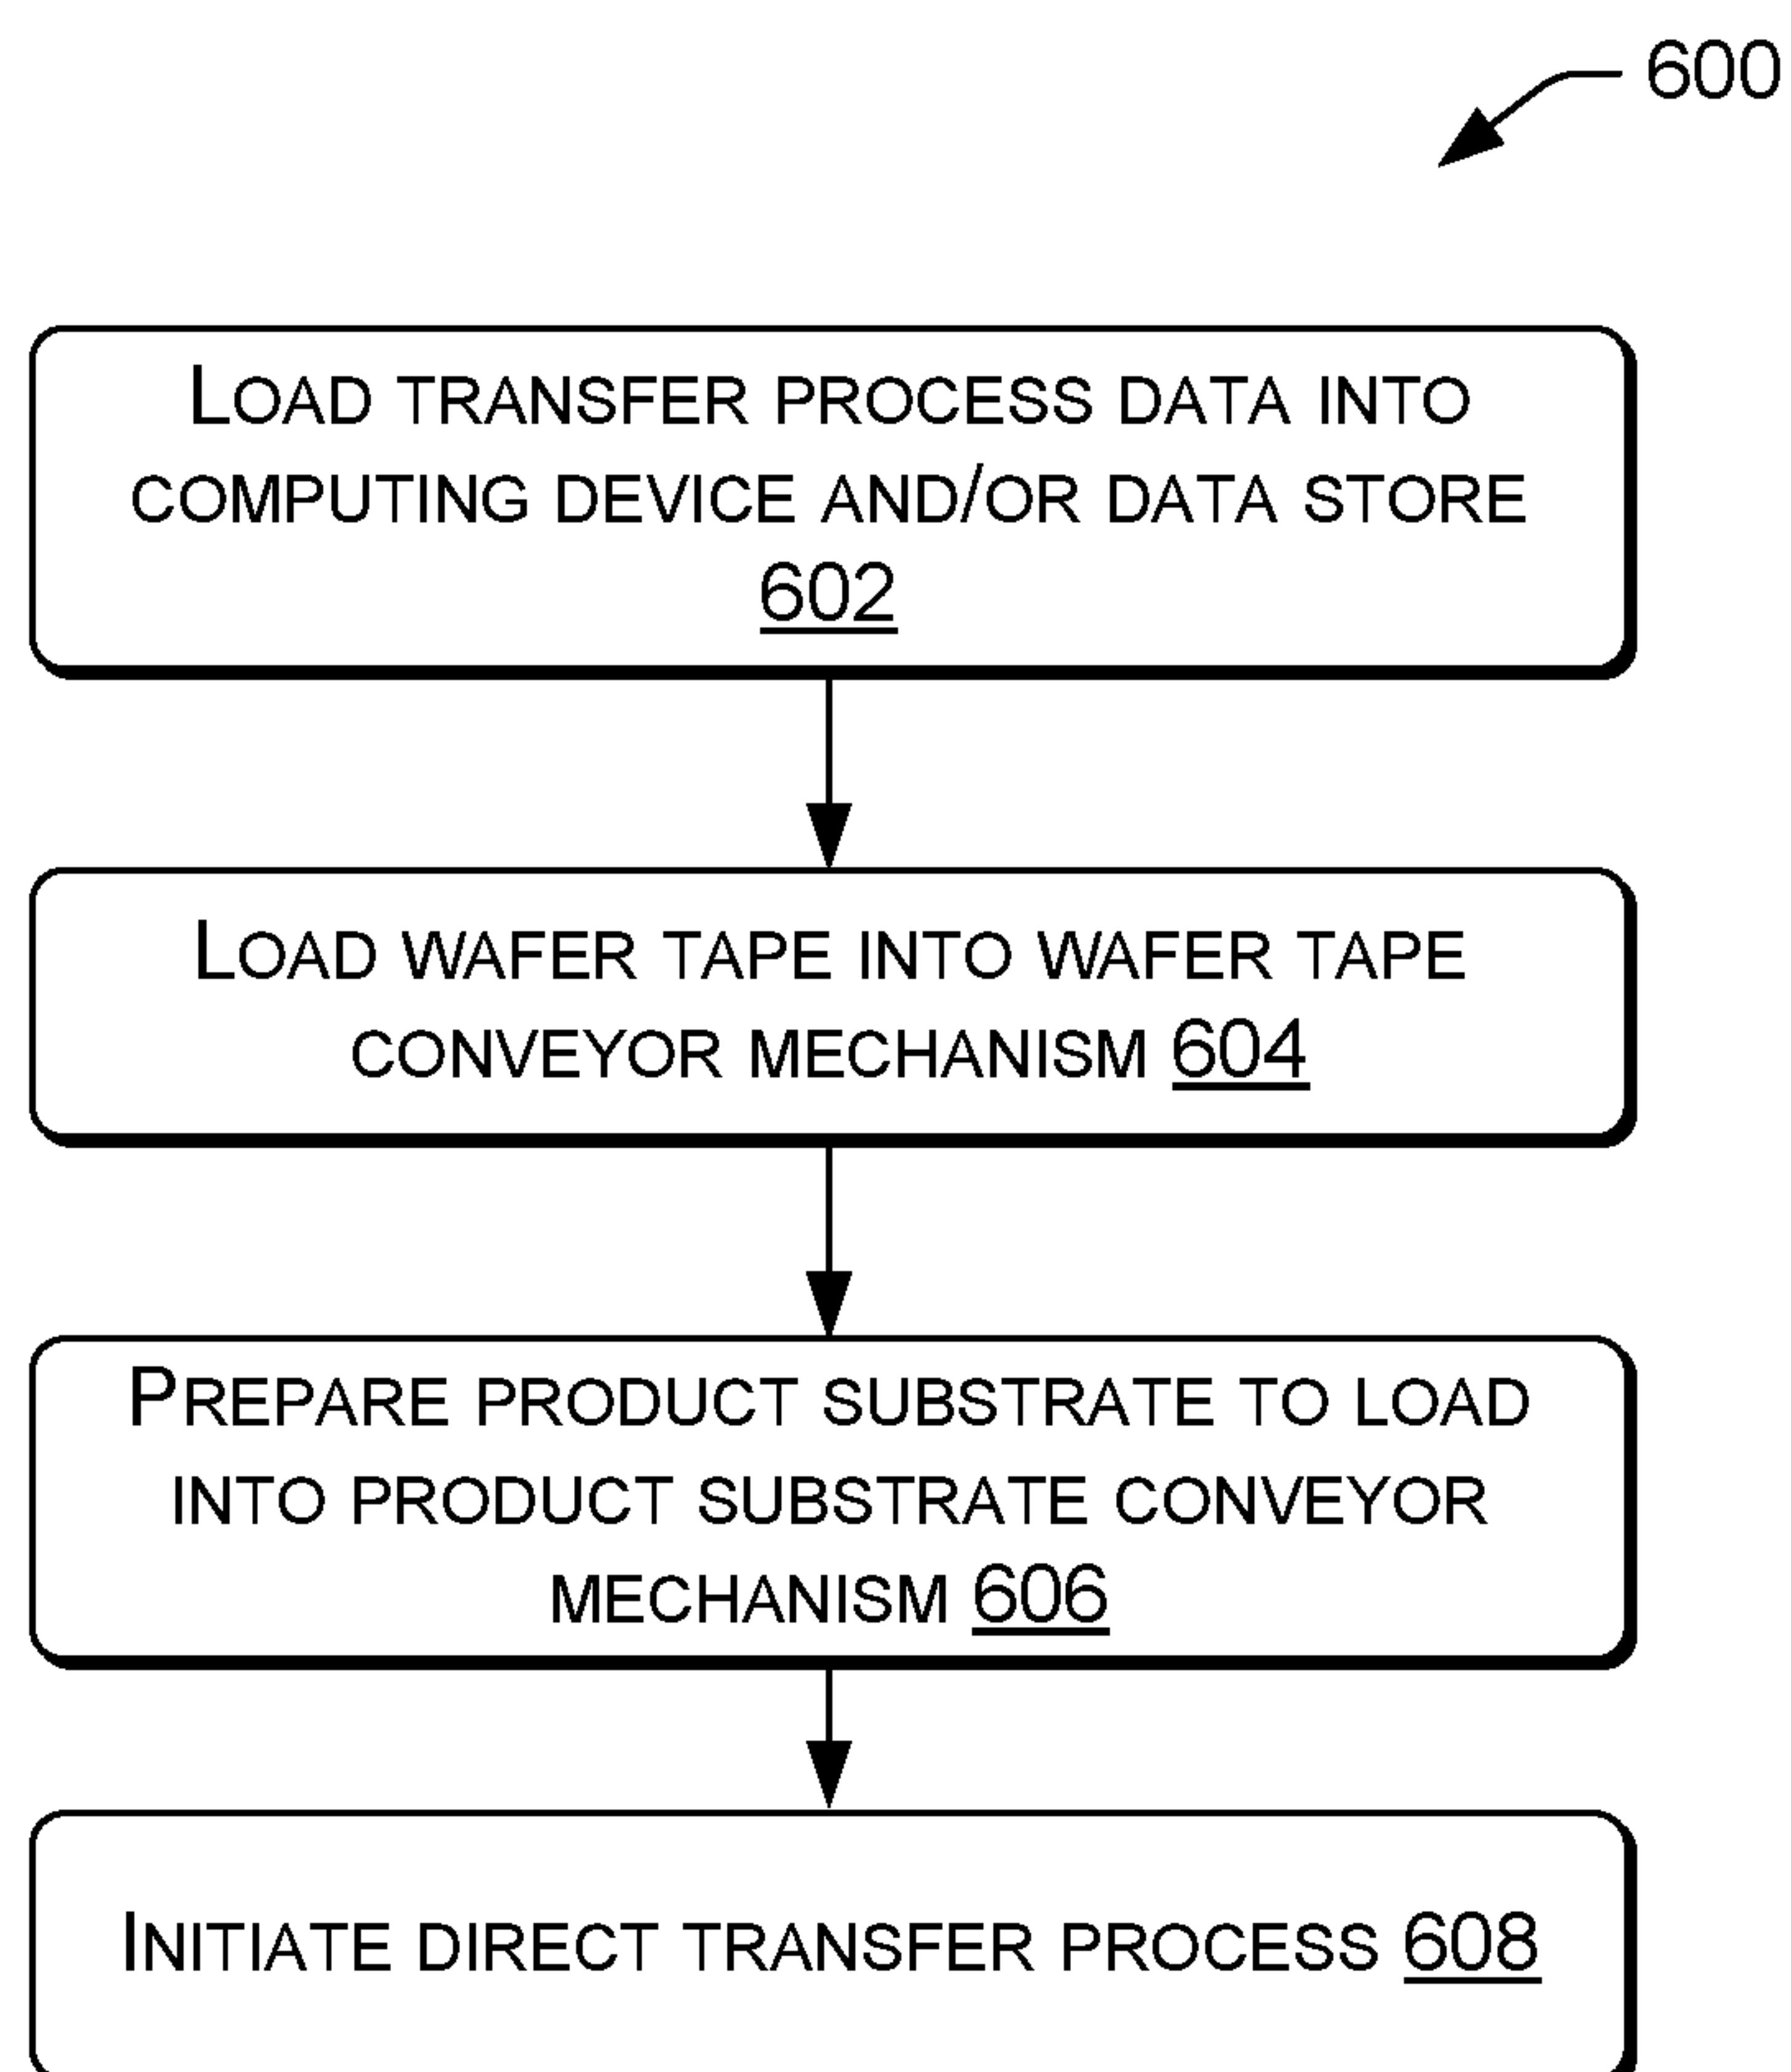 600
LOAD TRANSFER PROCESS DATA INTO
COMPUTING DEVICE AND/OR DATA STORE
602
LOAD WAFER TAPE INTO WAFER TAPE
CONVEYOR MECHANISM 604
PREPARE PRODUCT SUBSTRATE TO LOAD
INTO PRODUCT SUBSTRATE CONVEYOR
MECHANISM 606
INITIATE DIRECT TRANSFER PROCESS 608